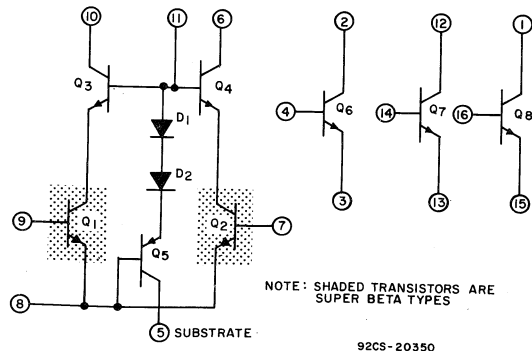 10 11 6 2 12 1
Q3 Q4
D1
4 Q6 14 Q7 16 Q8
D2
3 13 15
9 Q1 Q2 7
Q5
8
NOTE: SHADED TRANSISTORS ARE
SUPER BETA TYPES
5 SUBSTRATE
92CS-20350